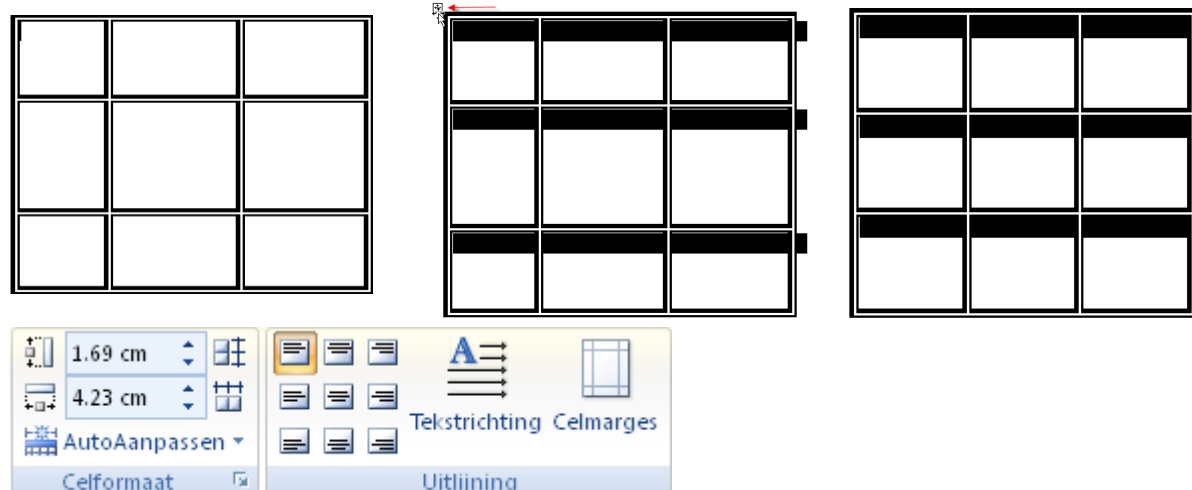 1.69 cm
4.23 cm
AutoAanpassen
Celformaat
Tekstrichting
Celmarges
Uitlijning